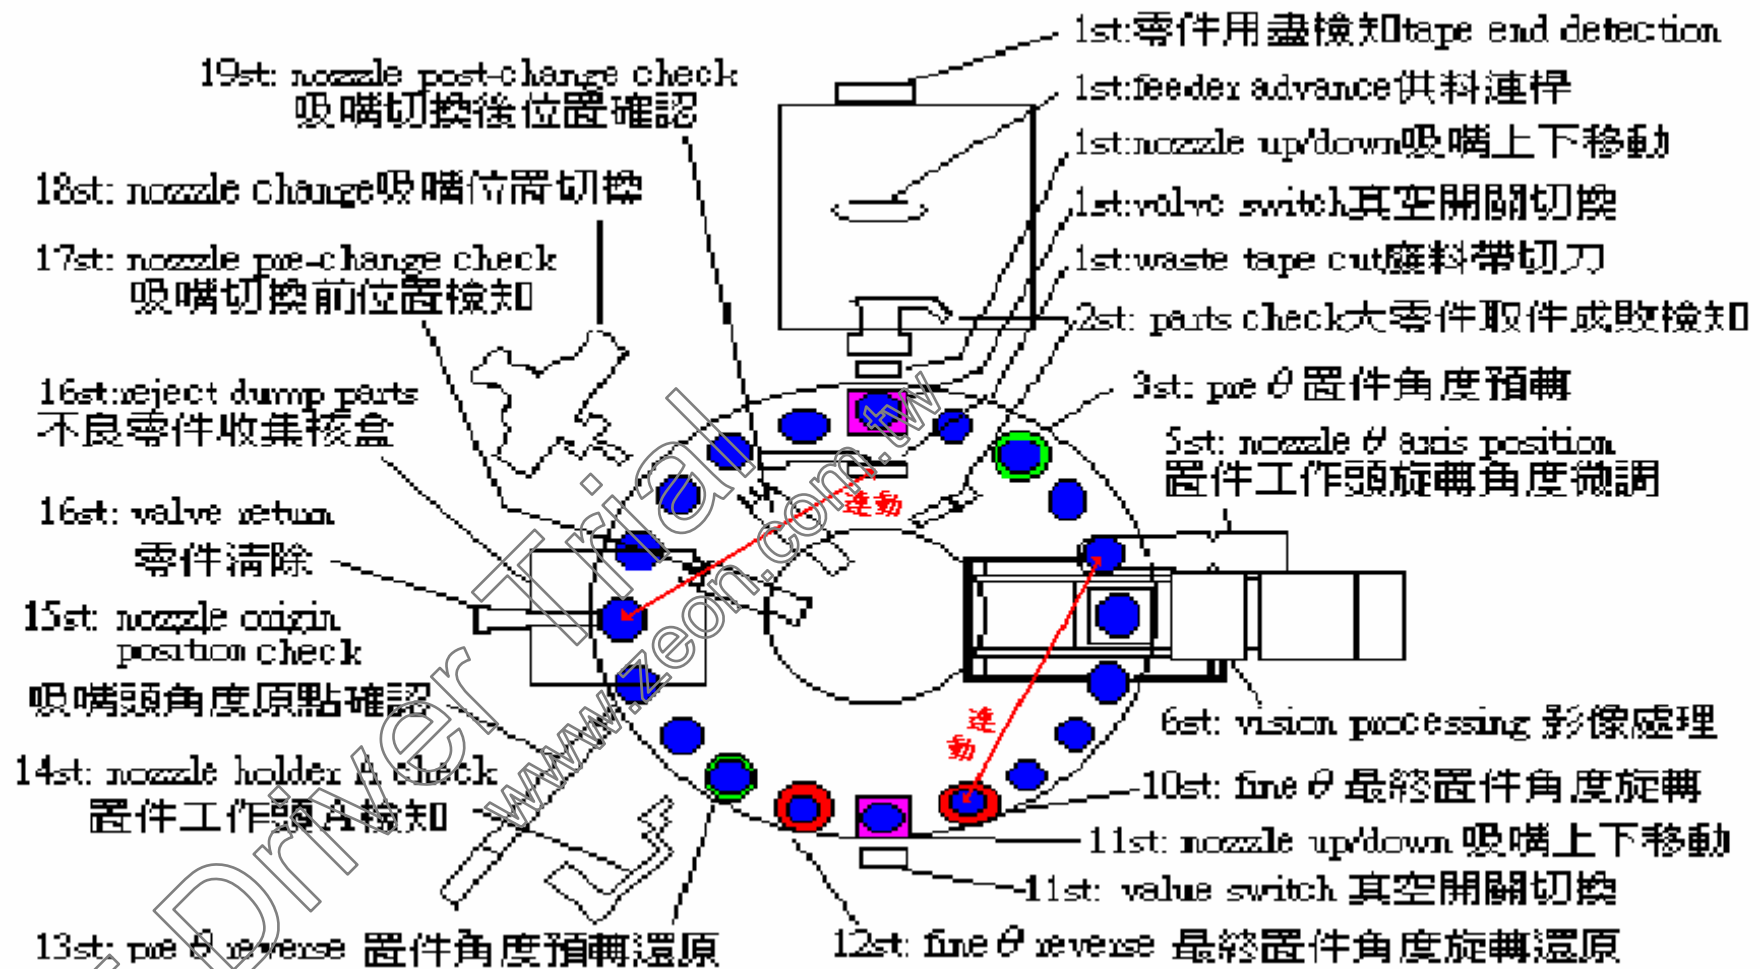 1st:零件用盡檢知tape end detection
19st: nozzle post-change check
吸嘴切換後位置確認
1st:feeder advance供料連桿
1st:nozzle up/down吸嘴上下移動
18st: nozzle change吸嘴位置切換
1st:volve switch真空開關切換
17st: nozzle pre-change check
吸嘴切換前位置檢知
1st:waste tape cut廢料帶切刀
2st: parts check大零件取件成敗檢知
16st:reject dump parts
不良零件收集核盒
3st: pre θ 置件角度預轉
5st: nozzle θ axis position
置件工作頭旋轉角度微調
16st: valve return
零件清除
連動
15st: nozzle origin
position check
吸嘴頭角度原點確認
連動
6st: vision processing 影像處理
14st: nozzle holder A check
置件工作頭A檢知
10st: fine θ 最終置件角度旋轉
11st: nozzle up/down 吸嘴上下移動
11st: value switch 真空開關切換
13st: pre θ reverse 置件角度預轉還原
12st: fine θ reverse 最終置件角度旋轉還原
Driver Trial
www.zeon.com.tw